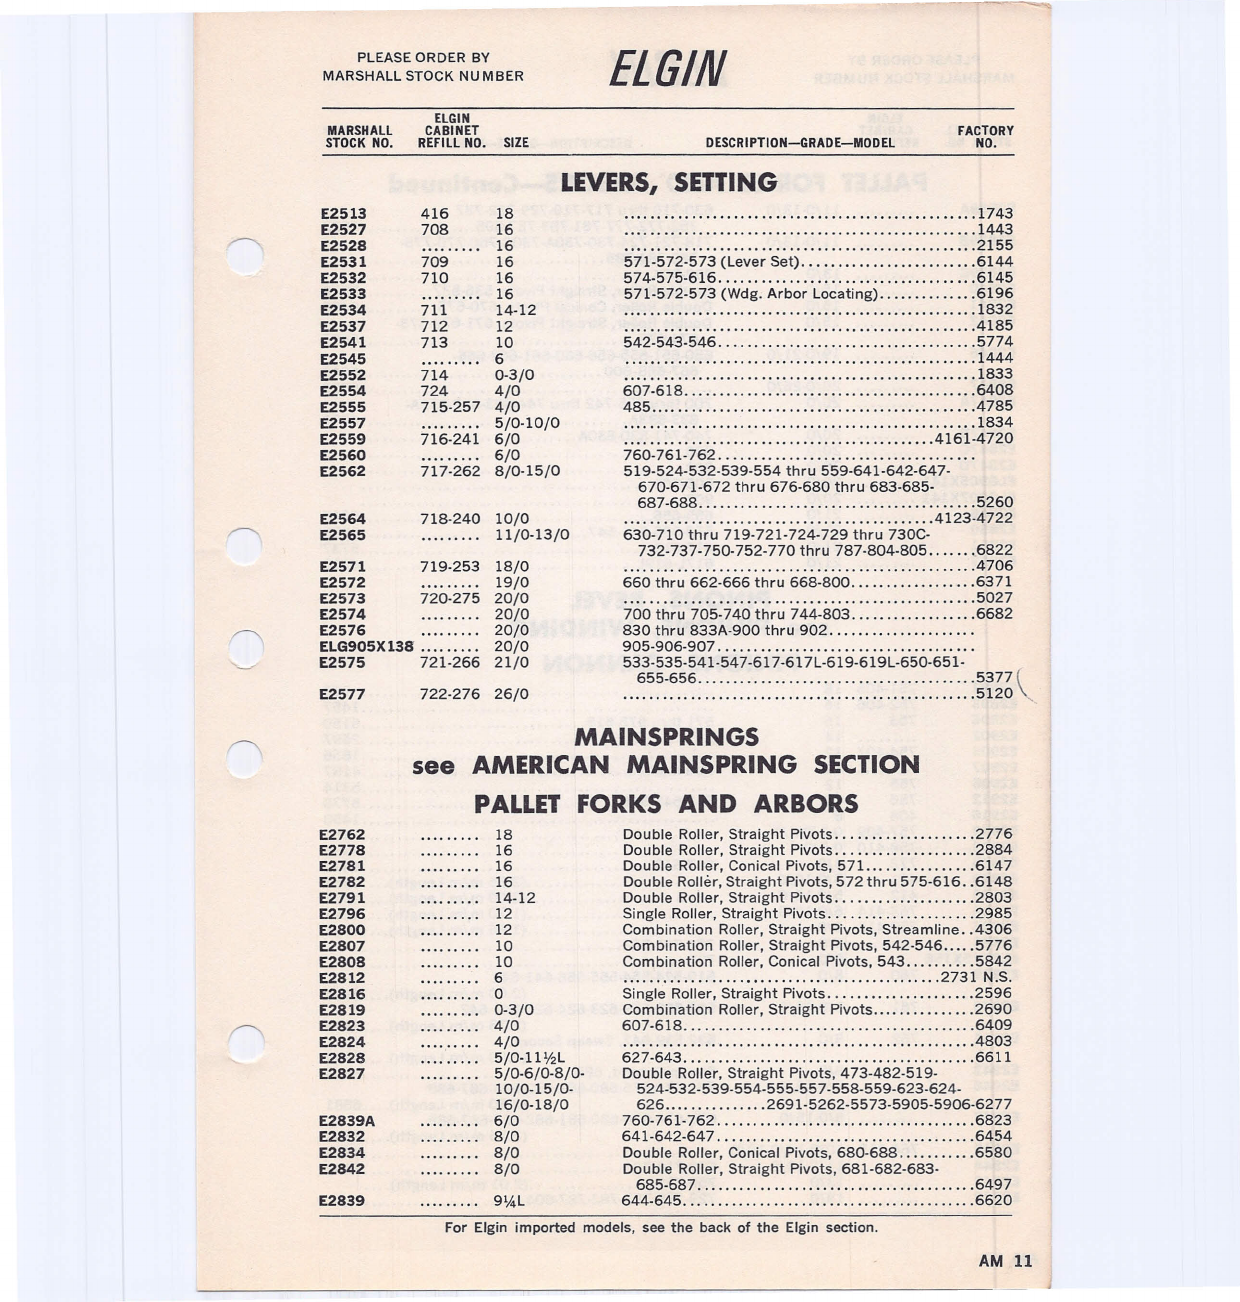 PLEASE ORDER BY
MARSHALL STOCK NUMBER
ELGIN
MARSHALL STOCK NO. ELGIN CABINET REFILL NO. SIZE DESCRIPTION—GRADE—MODEL FACTORY NO.
LEVERS, SETTING
E2513 416 18 ........ 1743
E2527 708 16 ........ 1443
E2528 ........ 16 ........ 2155
E2531 709 16 571-572-573 (Lever Set)........ 6144
E2532 710 16 574-575-616........ 6145
E2533 ........ 16 571-572-573 (Wdg. Arbor Locating)........ 6196
E2534 711 14-12 ........ 1832
E2537 712 12 ........ 4185
E2541 713 10 542-543-546........ 5774
E2545 ........ 6 ........ 1444
E2552 714 0-3/0 ........ 1833
E2554 724 4/0 607-618........ 6408
E2555 715-257 4/0 485........ 4785
E2557 ........ 5/0-10/0 ........ 1834
E2559 716-241 6/0 ........ 4161-4720
E2560 ........ 6/0 760-761-762........
E2562 717-262 8/0-15/0 519-524-532-539-554 thru 559-641-642-647-
670-671-672 thru 676-680 thru 683-685-
687-688........ 5260
E2564 718-240 10/0 ........ 4123-4722
E2565 ........ 11/0-13/0 630-710 thru 719-721-724-729 thru 730C-
732-737-750-752-770 thru 787-804-805...... 6822
E2571 719-253 18/0 ........ 4706
E2572 ........ 19/0 660 thru 662-666 thru 668-800........ 6371
E2573 720-275 20/0 ........ 5027
E2574 ........ 20/0 700 thru 705-740 thru 744-803........ 6682
E2576 ........ 20/0 830 thru 833A-900 thru 902........
ELG905X138 ........ 20/0 905-906-907........
E2575 721-266 21/0 533-535-541-547-617-617L-619-619L-650-651-
655-656........ 5377
E2577 722-276 26/0 ........ 5120
MAINSPRINGS
see AMERICAN MAINSPRING SECTION
PALLET FORKS AND ARBORS
E2762 ........ 18 Double Roller, Straight Pivots........ 2776
E2778 ........ 16 Double Roller, Straight Pivots........ 2884
E2781 ........ 16 Double Roller, Conical Pivots, 571........ 6147
E2782 ........ 16 Double Roller, Straight Pivots, 572 thru 575-616..6148
E2791 ........ 14-12 Double Roller, Straight Pivots........ 2803
E2796 ........ 12 Single Roller, Straight Pivots........ 2985
E2800 ........ 12 Combination Roller, Straight Pivots, Streamline..4306
E2807 ........ 10 Combination Roller, Straight Pivots, 542-546.....5776
E2808 ........ 10 Combination Roller, Conical Pivots, 543........ 5842
E2812 ........ 6 ........ 2731 N.S.
E2816 ........ 0 Single Roller, Straight Pivots........ 2596
E2819 ........ 0-3/0 Combination Roller, Straight Pivots........ 2690
E2823 ........ 4/0 607-618........ 6409
E2824 ........ 4/0 ........ 4803
E2828 ........ 5/0-11½L 627-643........ 6611
E2827 ........ 5/0-6/0-8/0- Double Roller, Straight Pivots, 473-482-519-
10/0-15/0- 524-532-539-554-555-557-558-559-623-624-
16/0-18/0 626........ 2691-5262-5573-5905-5906-6277
E2839A ........ 6/0 760-761-762........ 6823
E2832 ........ 8/0 641-642-647........ 6454
E2834 ........ 8/0 Double Roller, Conical Pivots, 680-688........ 6580
E2842 ........ 8/0 Double Roller, Straight Pivots, 681-682-683-
685-687........ 6497
E2839 ........ 9¼L 644-645........ 6620
For Elgin imported models, see the back of the Elgin section.
AM 11